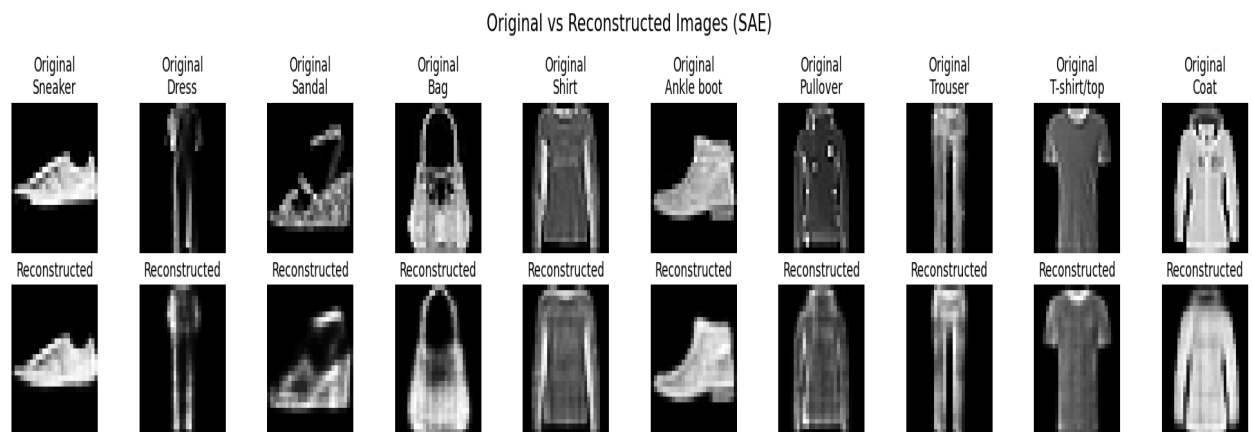 Original vs Reconstructed Images (SAE)
Original
Sneaker
Original
Dress
Original
Sandal
Original
Bag
Original
Shirt
Original
Ankle boot
Original
Pullover
Original
Trouser
Original
T-shirt/top
Original
Coat
Reconstructed
Reconstructed
Reconstructed
Reconstructed
Reconstructed
Reconstructed
Reconstructed
Reconstructed
Reconstructed
Reconstructed